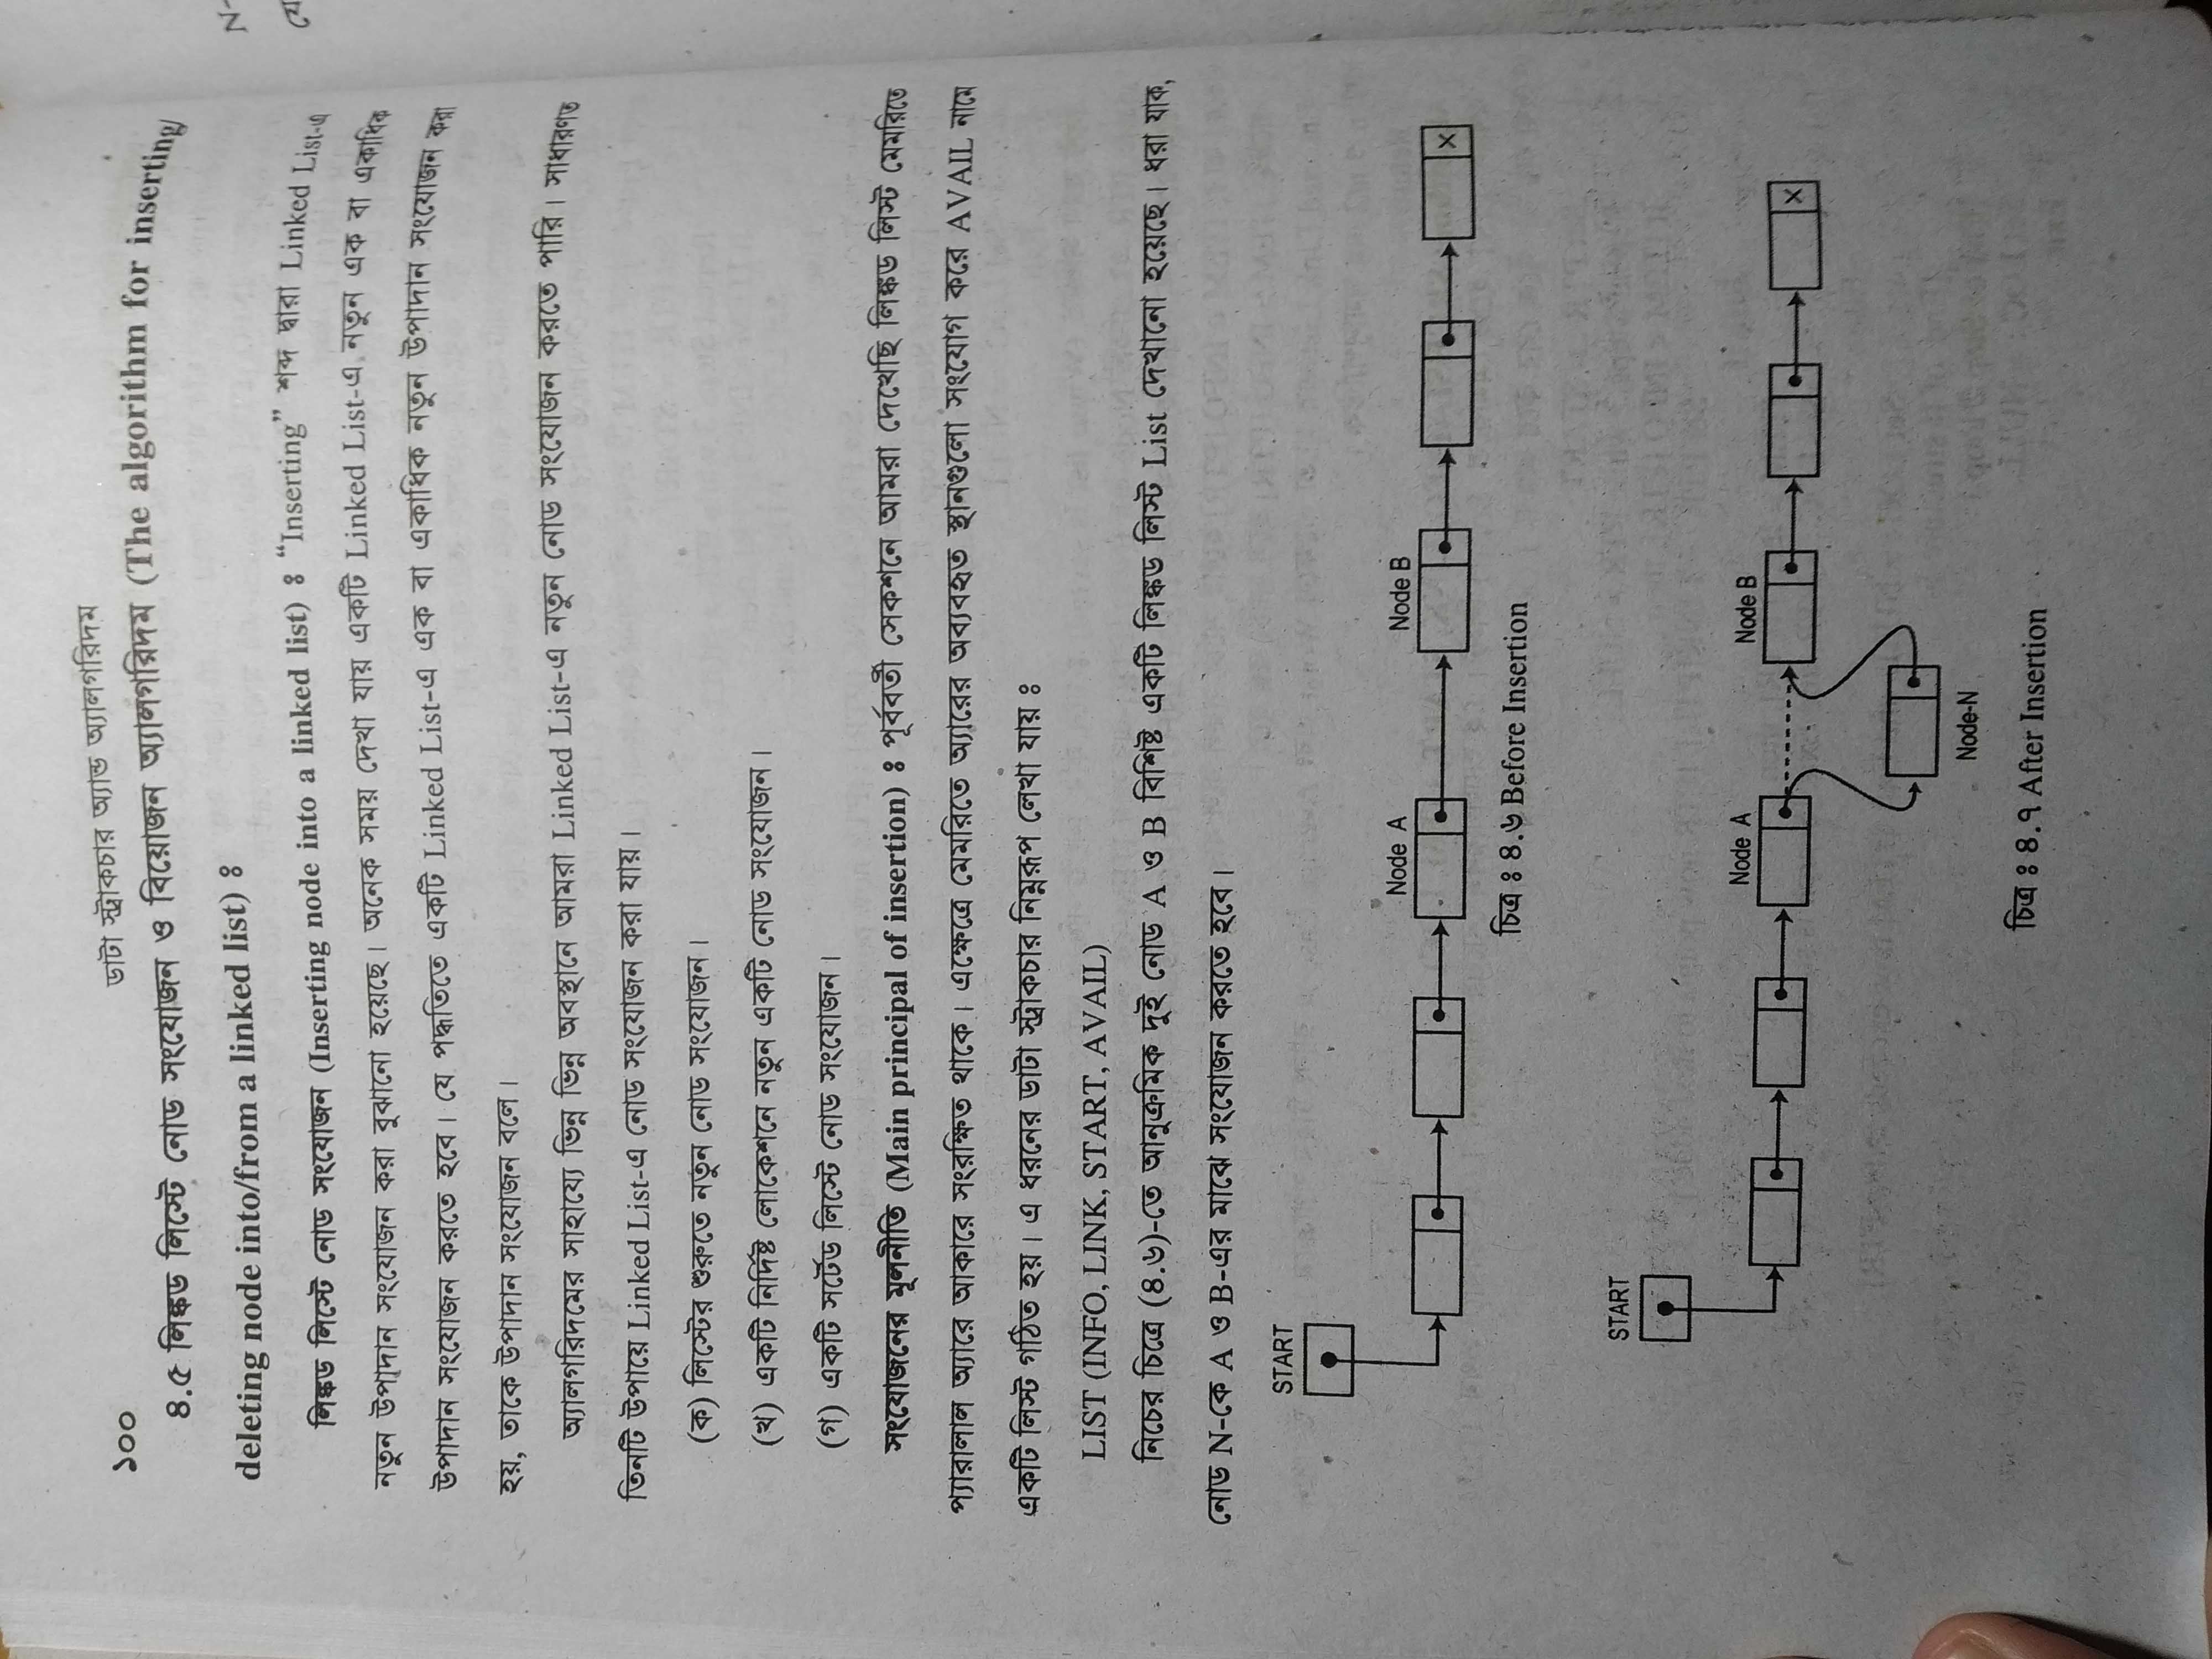 ১০০
ডাটা স্ট্রাকচার অ্যান্ড অ্যালগরিদম
৪.৫ লিঙ্কড লিস্টে নোড সংযোজন ও বিয়োজন অ্যালগরিদম (The algorithm for inserting/
deleting node into/from a linked list) ঃ
লিঙ্কড লিস্টে নোড সংযোজন (Inserting node into a linked list) ঃ “Inserting” শব্দ দ্বারা Linked List-এ
নতুন উপাদান সংযোজন করা বুঝানো হয়েছে। অনেক সময় দেখা যায় একটি Linked List-এ নতুন এক বা একাধিক
উপাদান সংযোজন করতে হবে। যে পদ্ধতিতে একটি Linked List-এ এক বা একাধিক নতুন উপাদান সংযোজন করা
হয়, তাকে উপাদান সংযোজন বলে।
অ্যালগরিদমের সাহায্যে ভিন্ন ভিন্ন অবস্থানে আমরা Linked List-এ নতুন নোড সংযোজন করতে পারি। সাধারণত
তিনটি উপায়ে Linked List-এ নোড সংযোজন করা যায়।
(ক) লিস্টের শুরুতে নতুন নোড সংযোজন।
(খ) একটি নির্দিষ্ট লোকেশনে নতুন একটি নোড সংযোজন।
(গ) একটি সর্টেড লিস্টে নোড সংযোজন।
সংযোজনের মূলনীতি (Main principal of insertion) ঃ পূর্ববর্তী সেকশনে আমরা দেখেছি লিঙ্কড লিস্ট মেমরিতে
প্যারালাল অ্যারে আকারে সংরক্ষিত থাকে। এক্ষেত্রে মেমরিতে অ্যারের অব্যবহৃত স্থানগুলো সংযোগ করে AVAIL নামে
একটি লিস্ট গঠিত হয়। এ ধরনের ডাটা স্ট্রাকচার নিম্নরূপ লেখা যায় ঃ
LIST (INFO, LINK, START, AVAIL)
নিচের চিত্রে (৪.৬)-তে আনুক্রমিক দুই নোড A ও B বিশিষ্ট একটি লিঙ্কড লিস্ট List দেখানো হয়েছে। ধরা যাক,
নোড N-কে A ও B-এর মাঝে সংযোজন করতে হবে।
START
Node A
Node B
X
চিত্র ঃ ৪.৬ Before Insertion
START
Node A
Node B
X
Node-N
চিত্র ঃ ৪.৭ After Insertion